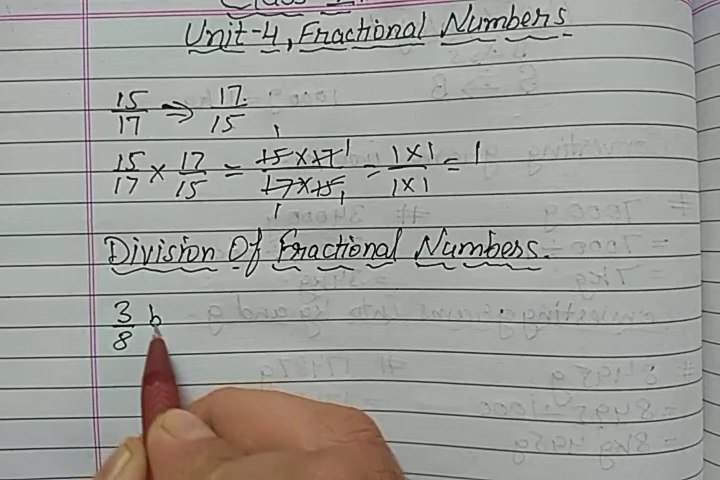 Unit-4, Fractional Numbers
15/17 ⇒ 17/15
15/17 × 17/15 = 15×17/17×15 = 1×1/1×1 = 1
Division Of Fractional Numbers.
3/8 b